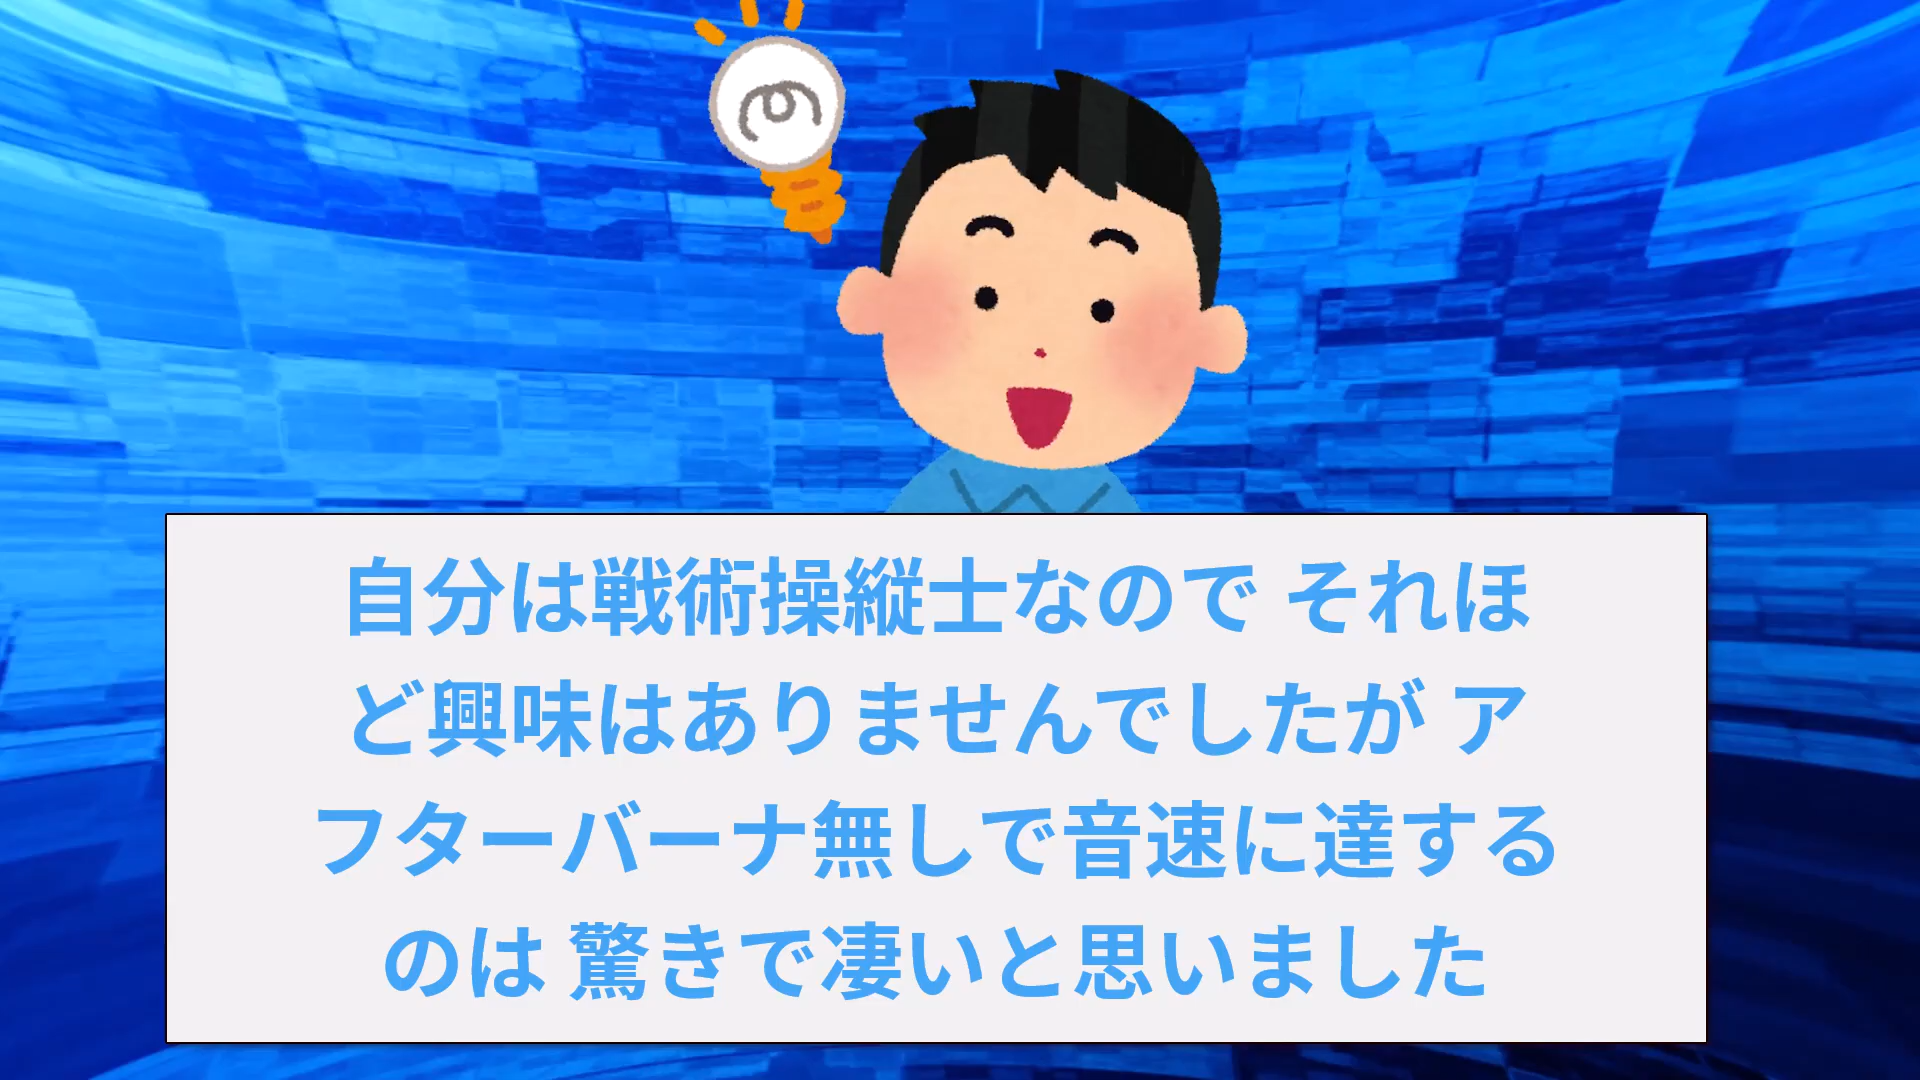 自分は戦術操縦士なので それほ
ど興味はありませんでしたが ア
フターバーナ無しで音速に達する
のは 驚きで凄いと思いました